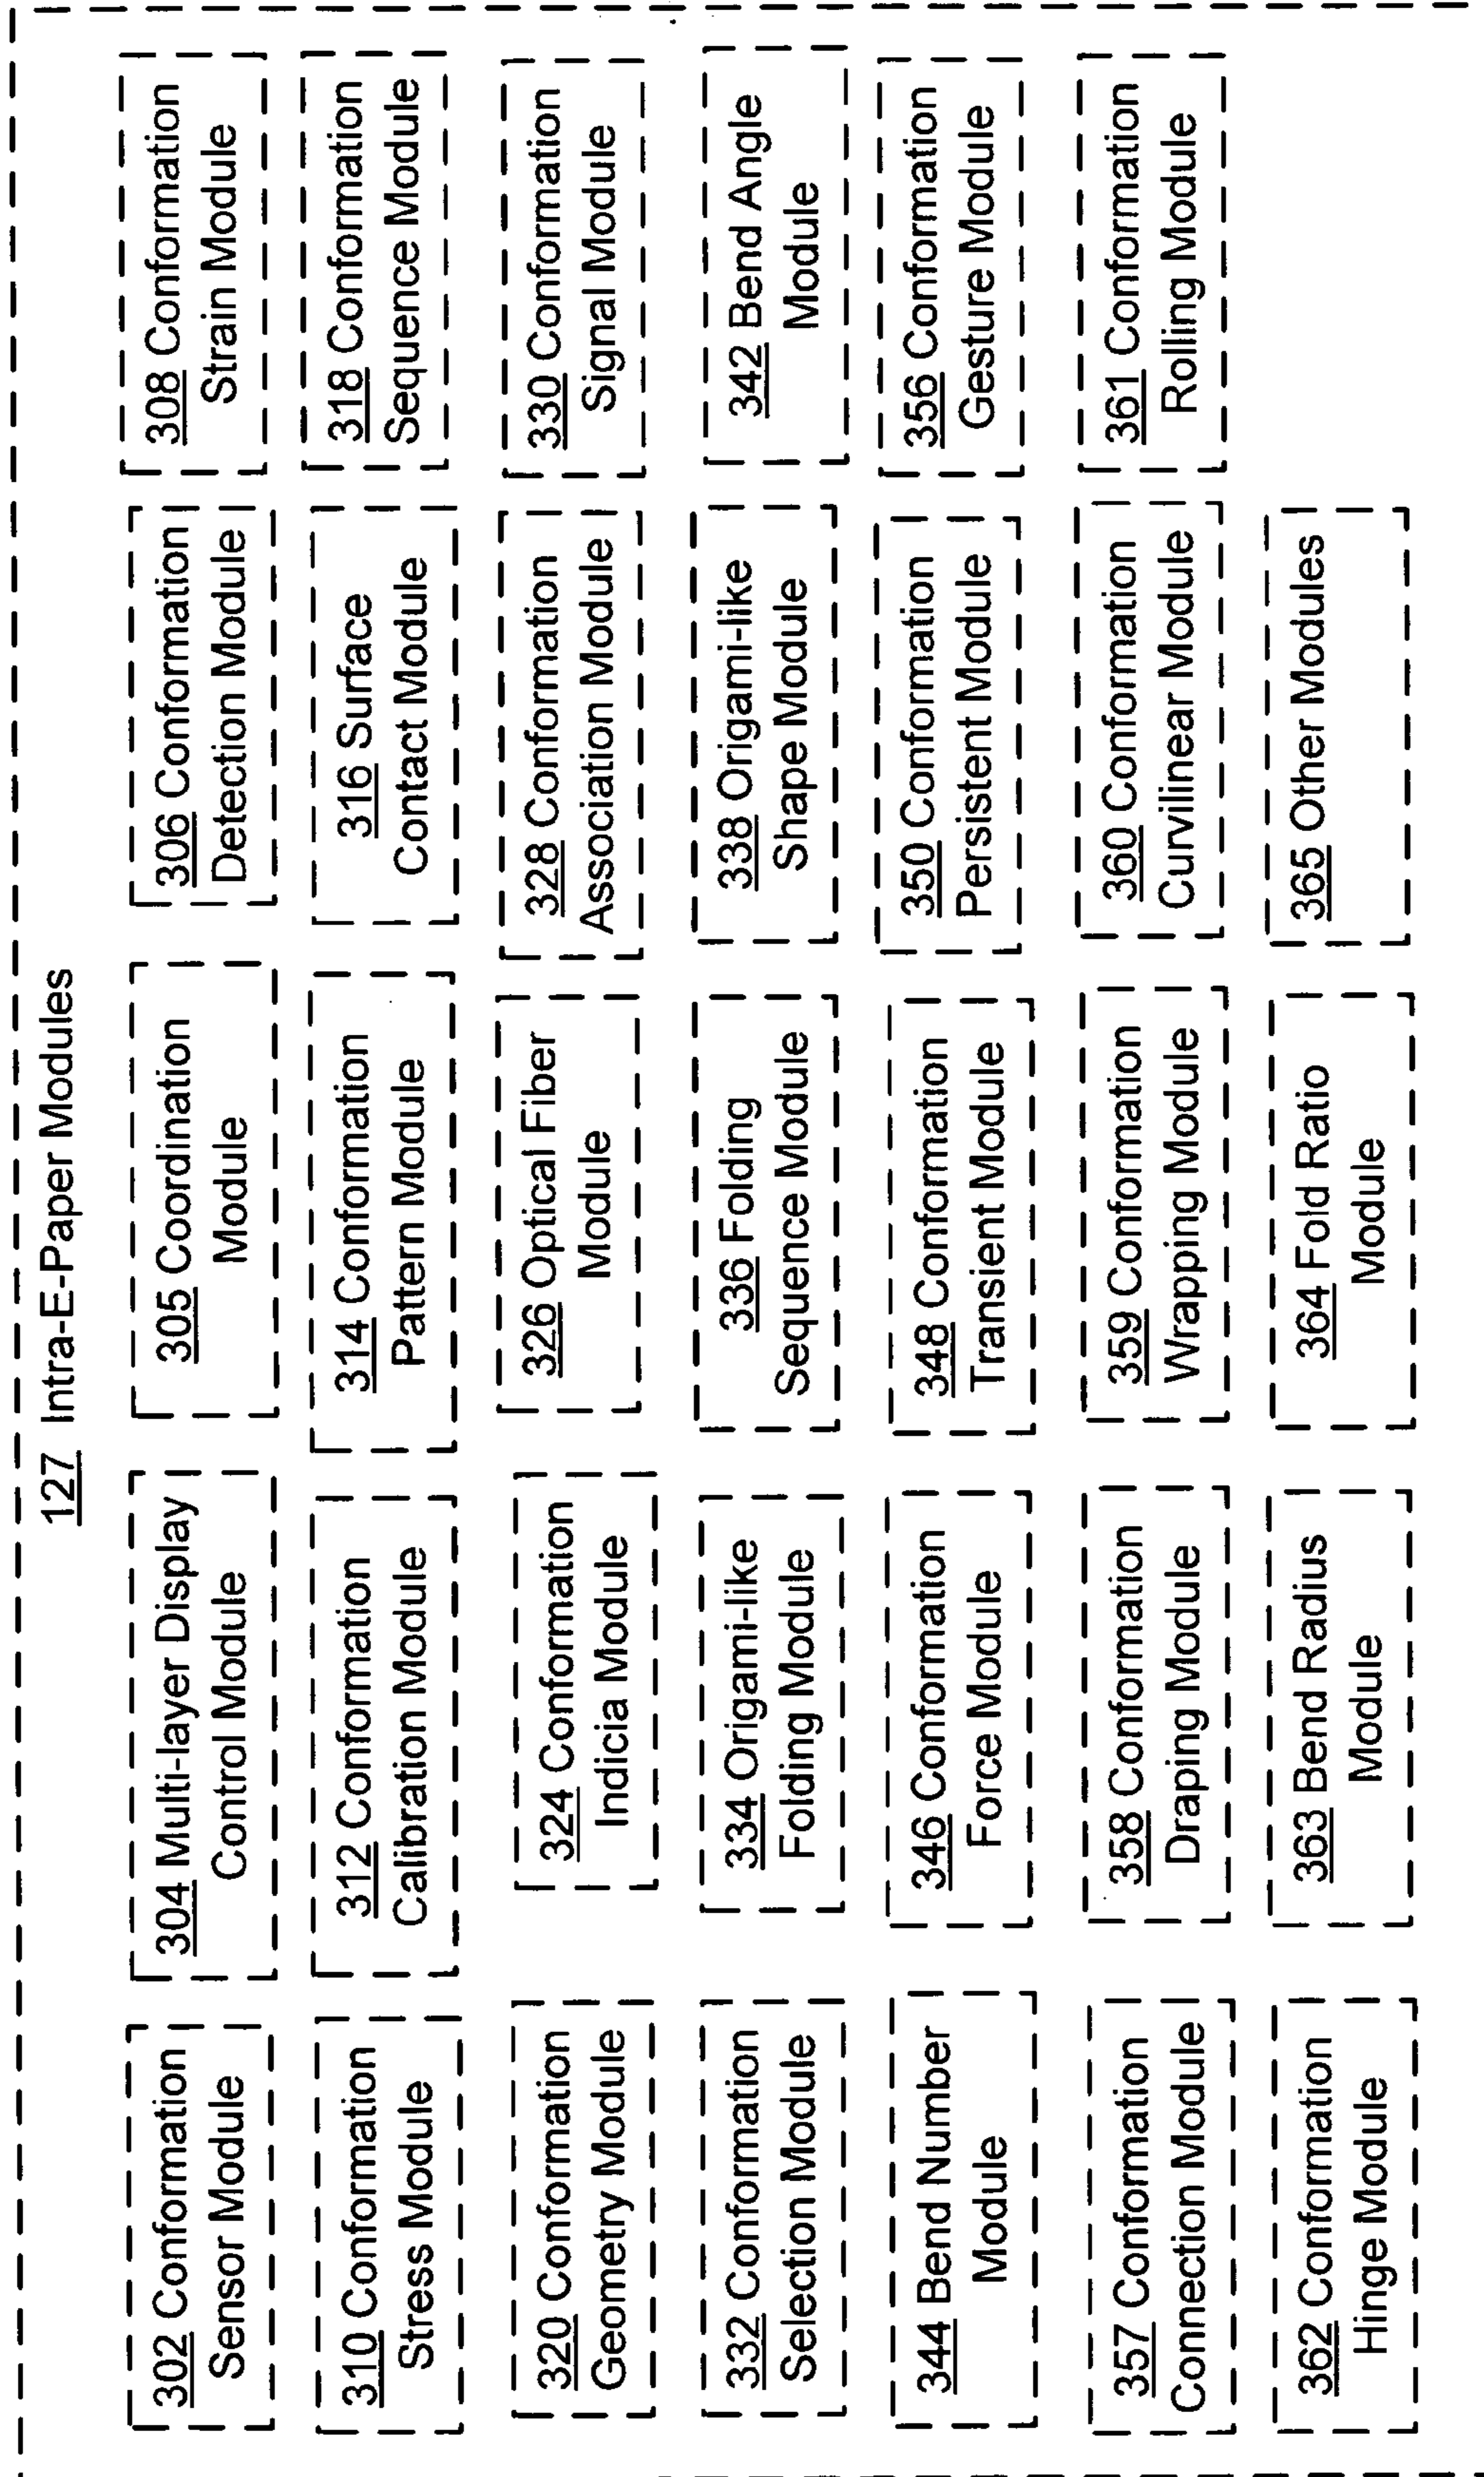 127 Intra-E-Paper Modules
302 Conformation
Sensor Module
304 Multi-layer Display
Control Module
305 Coordination
Module
306 Conformation
Detection Module
308 Conformation
Strain Module
310 Conformation
Stress Module
312 Conformation
Calibration Module
314 Conformation
Pattern Module
316 Surface
Contact Module
318 Conformation
Sequence Module
320 Conformation
Geometry Module
324 Conformation
Indicia Module
326 Optical Fiber
Module
328 Conformation
Association Module
330 Conformation
Signal Module
332 Conformation
Selection Module
334 Origami-like
Folding Module
336 Folding
Sequence Module
338 Origami-like
Shape Module
342 Bend Angle
Module
344 Bend Number
Module
346 Conformation
Force Module
348 Conformation
Transient Module
350 Conformation
Persistent Module
356 Conformation
Gesture Module
357 Conformation
Connection Module
358 Conformation
Draping Module
359 Conformation
Wrapping Module
360 Conformation
Curvilinear Module
361 Conformation
Rolling Module
362 Conformation
Hinge Module
363 Bend Radius
Module
364 Fold Ratio
Module
365 Other Modules